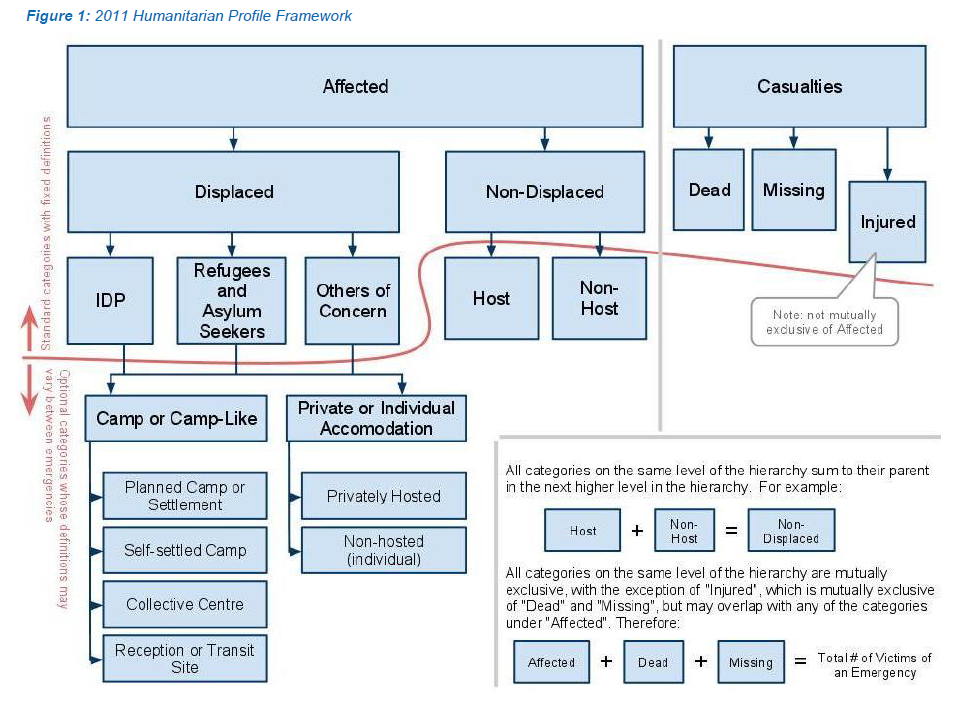 Figure 1: 2011 Humanitarian Profile Framework
Affected
Casualties
Displaced
Non-Displaced
Dead
Missing
Injured
IDP
Refugees
and
Asylum
Seekers
Others of
Concern
Host
Non-
Host
Note: not mutually
exclusive of Affected
Standard categories with fixed definitions
Optional categories whose definitions may
vary between emergencies
Camp or Camp-Like
Private or Individual
Accomodation
Planned Camp or
Settlement
Self-settled Camp
Collective Centre
Reception or Transit
Site
Privately Hosted
Non-hosted
(individual)
All categories on the same level of the hierarchy sum to their parent
in the next higher level in the hierarchy. For example:
Host + Non-
Host = Non-
Displaced
All categories on the same level of the hierarchy are mutually
exclusive, with the exception of "Injured", which is mutually exclusive
of "Dead" and "Missing", but may overlap with any of the categories
under "Affected". Therefore:
Affected + Dead + Missing = Total # of Victims of
an Emergency